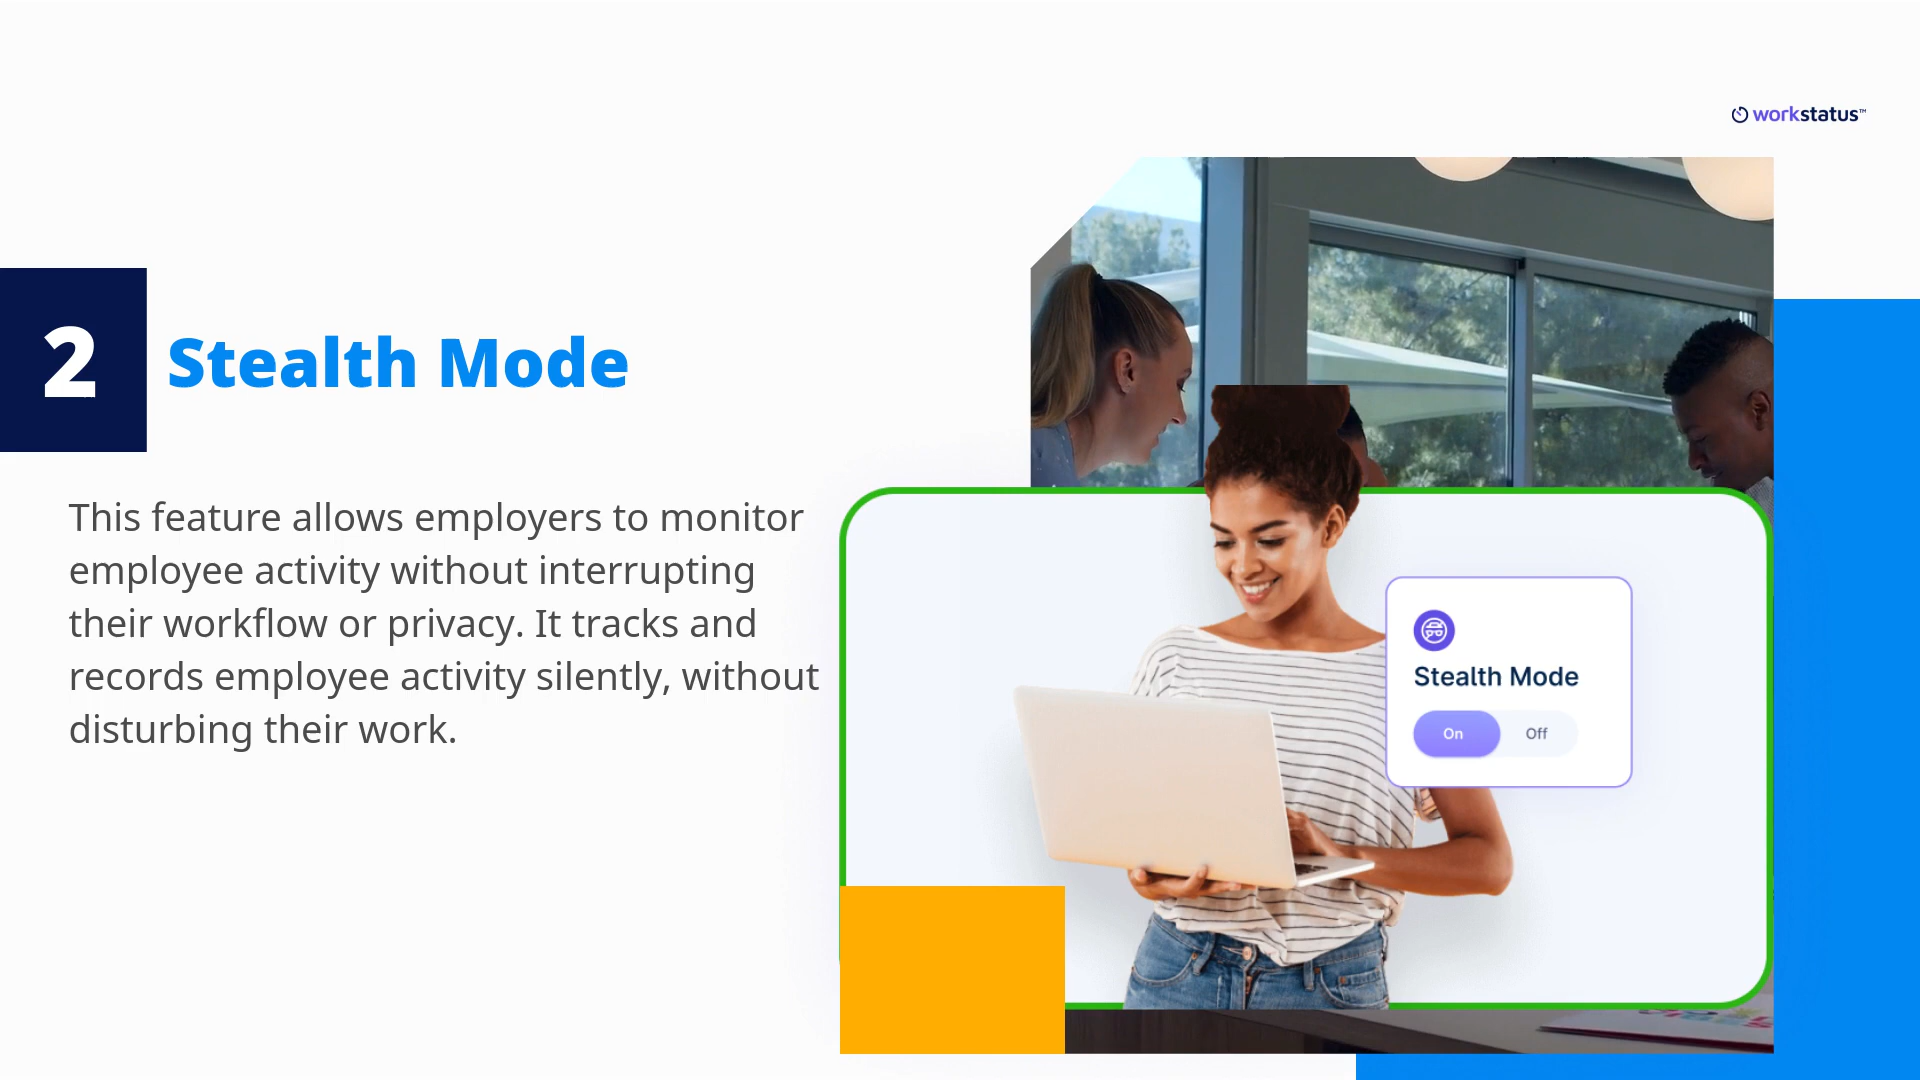 workstatus™
2
Stealth Mode
This feature allows employers to monitor
employee activity without interrupting
their workflow or privacy. It tracks and
records employee activity silently, without
disturbing their work.
Stealth Mode
On Off